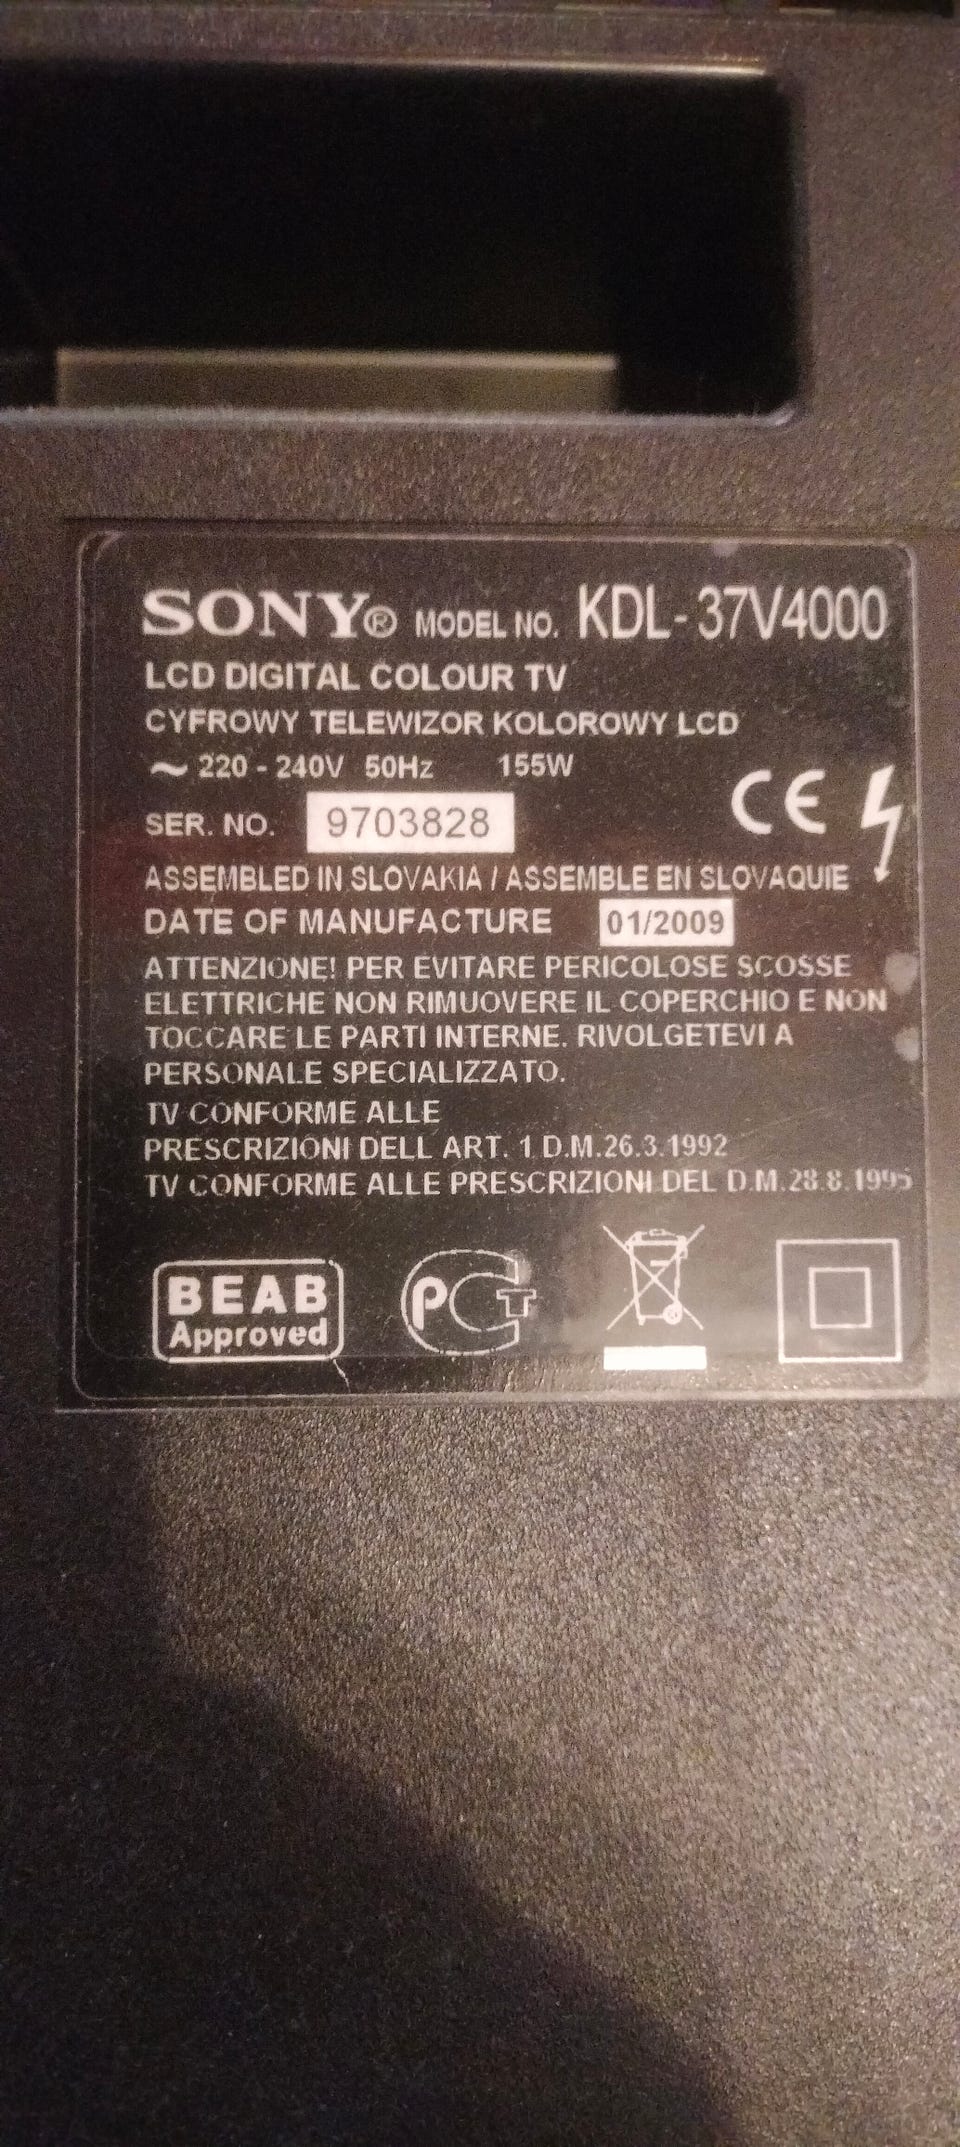 SONY® MODEL NO. KDL-37V4000
LCD DIGITAL COLOUR TV
CYFROWY TELEWIZOR KOLOROWY LCD
~ 220 - 240V 50Hz 155W
CE
SER. NO. 9703828
ASSEMBLED IN SLOVAKIA / ASSEMBLE EN SLOVAQUIE
DATE OF MANUFACTURE 01/2009
ATTENZIONE! PER EVITARE PERICOLOSE SCOSSE
ELETTRICHE NON RIMUOVERE IL COPERCHIO E NON
TOCCARE LE PARTI INTERNE. RIVOLGETEVI A
PERSONALE SPECIALIZZATO.
TV CONFORME ALLE
PRESCRIZIONI DELL ART. 1 D.M.26.3.1992
TV CONFORME ALLE PRESCRIZIONI DEL D.M.28.8.1995
BEAB
Approved
PCT